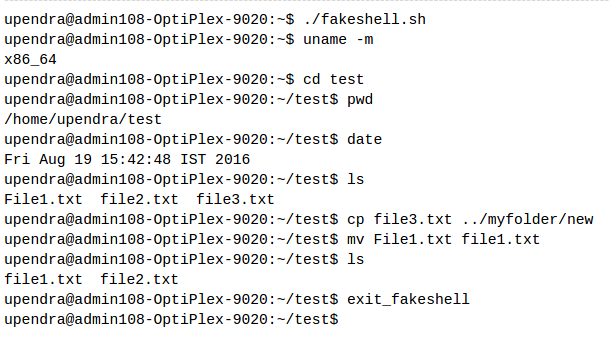 upendra@admin108-OptiPlex-9020:~$ ./fakeshell.sh
upendra@admin108-OptiPlex-9020:~$ uname -m
x86_64
upendra@admin108-OptiPlex-9020:~$ cd test
upendra@admin108-OptiPlex-9020:~/test$ pwd
/home/upendra/test
upendra@admin108-OptiPlex-9020:~/test$ date
Fri Aug 19 15:42:48 IST 2016
upendra@admin108-OptiPlex-9020:~/test$ ls
File1.txt  file2.txt  file3.txt
upendra@admin108-OptiPlex-9020:~/test$ cp file3.txt ../myfolder/new
upendra@admin108-OptiPlex-9020:~/test$ mv File1.txt file1.txt
upendra@admin108-OptiPlex-9020:~/test$ ls
file1.txt  file2.txt
upendra@admin108-OptiPlex-9020:~/test$ exit_fakeshell
upendra@admin108-OptiPlex-9020:~/test$